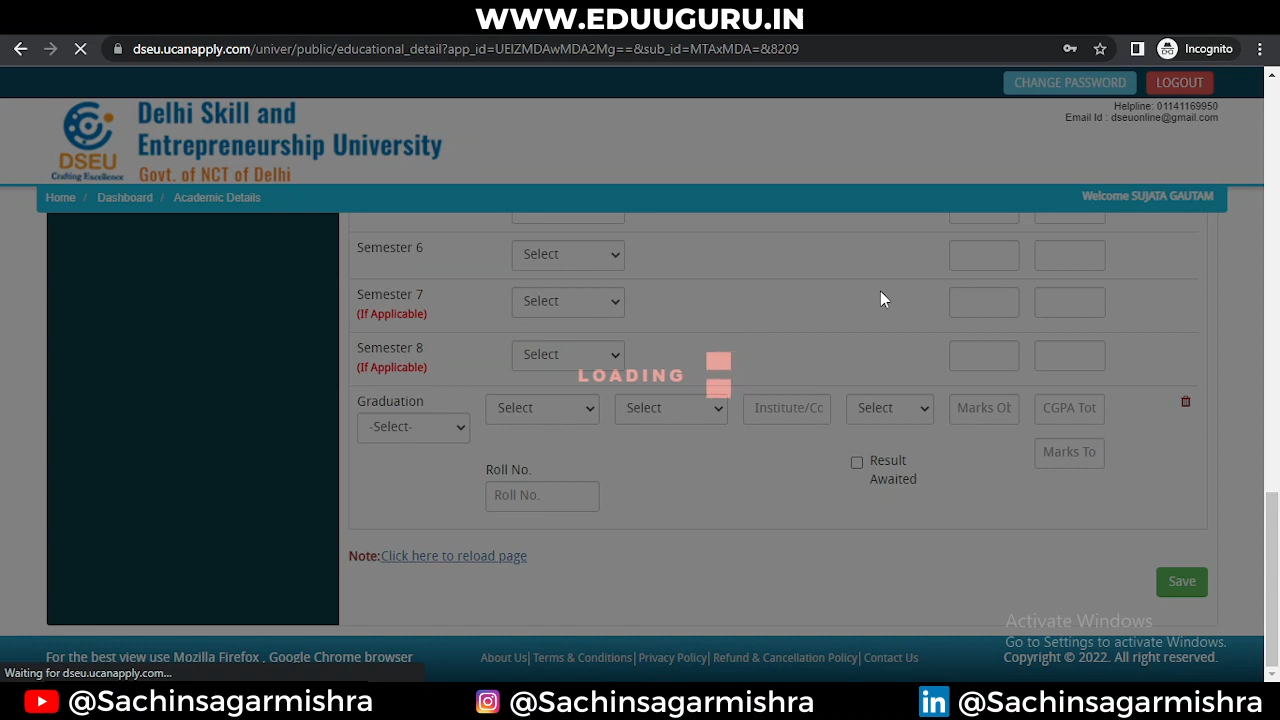 WWW.EDUUGURU.IN
dseu.ucanapply.com/univer/public/educational_detail?app_id=UElZMDAwMDA2Mg==&sub_id=MTAxMDA=&8209
Incognito
CHANGE PASSWORD
LOGOUT
Delhi Skill and
Entrepreneurship University
Govt. of NCT of Delhi
DSEU
Crafting Excellence
Helpline: 01141169950
Email Id : dseuonline@gmail.com
Home / Dashboard / Academic Details
Welcome SUJATA GAUTAM
Semester 6
Select
Semester 7
(If Applicable)
Select
Semester 8
(If Applicable)
Select
LOADING
Graduation
-Select-
Select
Select
Institute/Co
Select
Marks Ob
CGPA Tot
Marks To
Result
Awaited
Roll No.
Roll No.
Note:Click here to reload page
Save
Activate Windows
Go to Settings to activate Windows.
For the best view use Mozilla Firefox , Google Chrome browser
About Us| Terms & Conditions| Privacy Policy| Refund & Cancellation Policy| Contact Us
Copyright © 2022. All right reserved.
Waiting for dseu.ucanapply.com...
@Sachinsagarmishra
@Sachinsagarmishra
in @Sachinsagarmishra